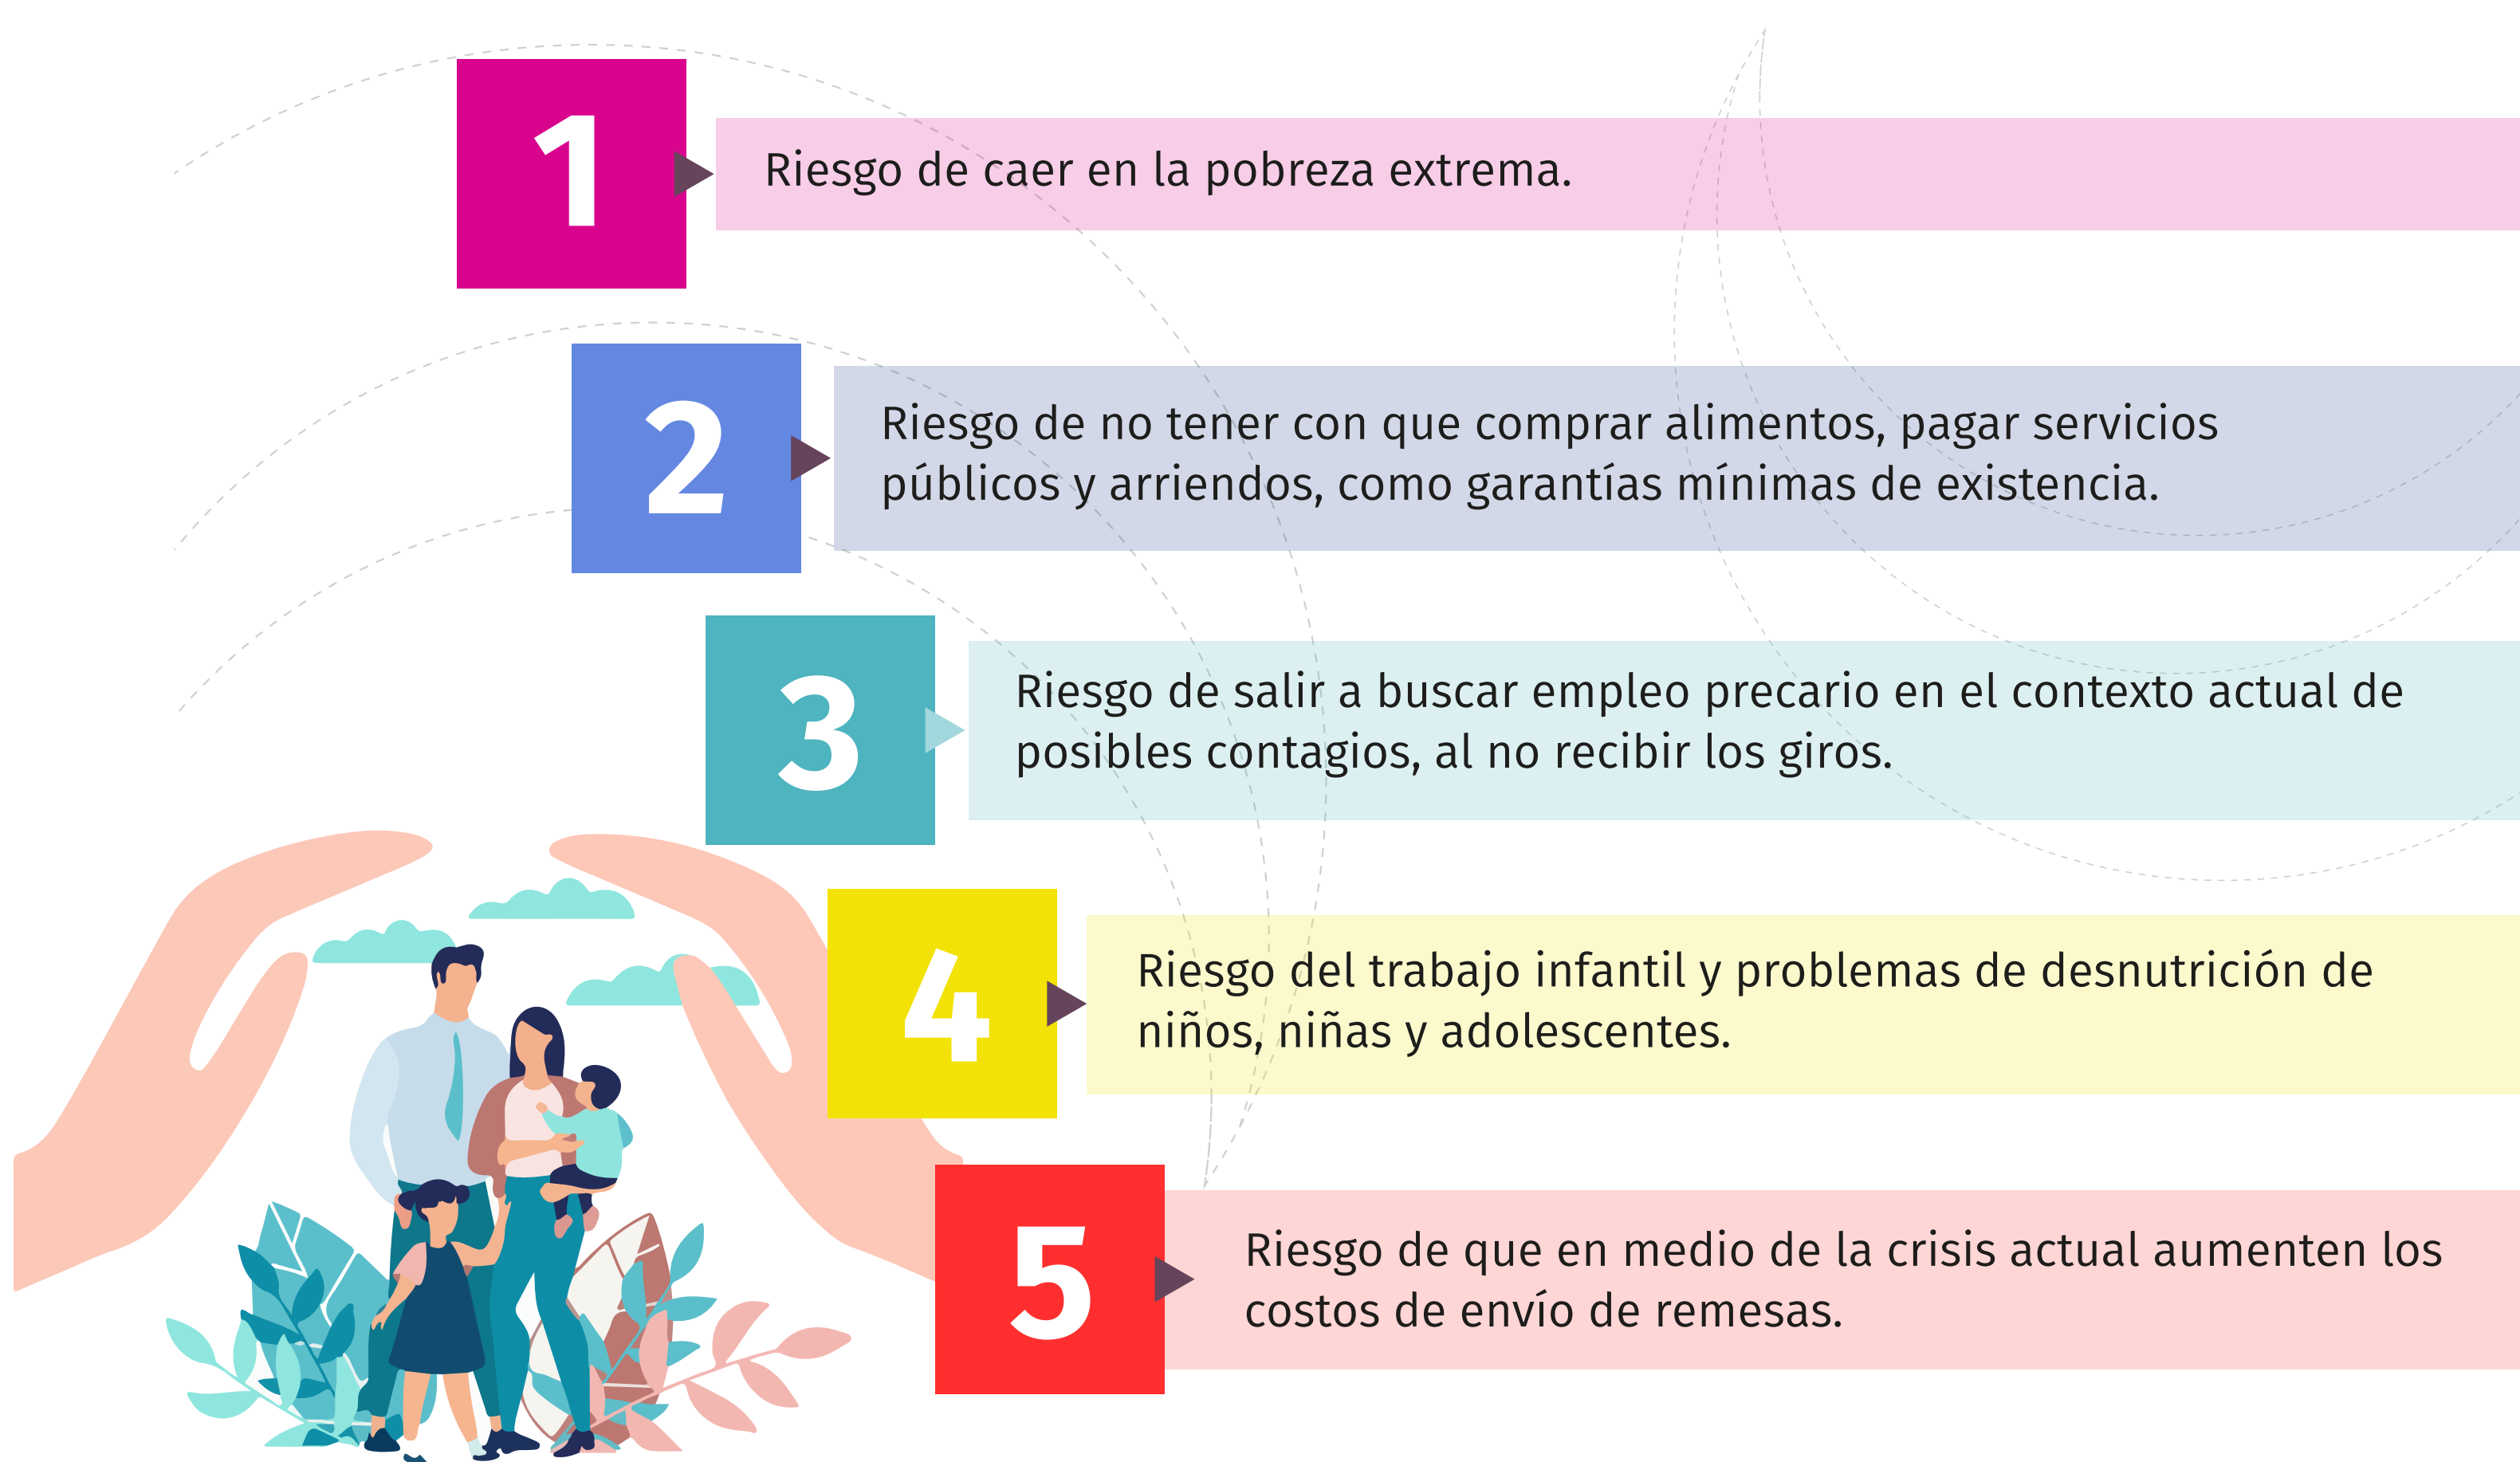 1
Riesgo de caer en la pobreza extrema.
2
Riesgo de no tener con que comprar alimentos, pagar servicios
públicos y arriendos, como garantías mínimas de existencia.
3
Riesgo de salir a buscar empleo precario en el contexto actual de
posibles contagios, al no recibir los giros.
4
Riesgo del trabajo infantil y problemas de desnutrición de
niños, niñas y adolescentes.
5
Riesgo de que en medio de la crisis actual aumenten los
costos de envío de remesas.